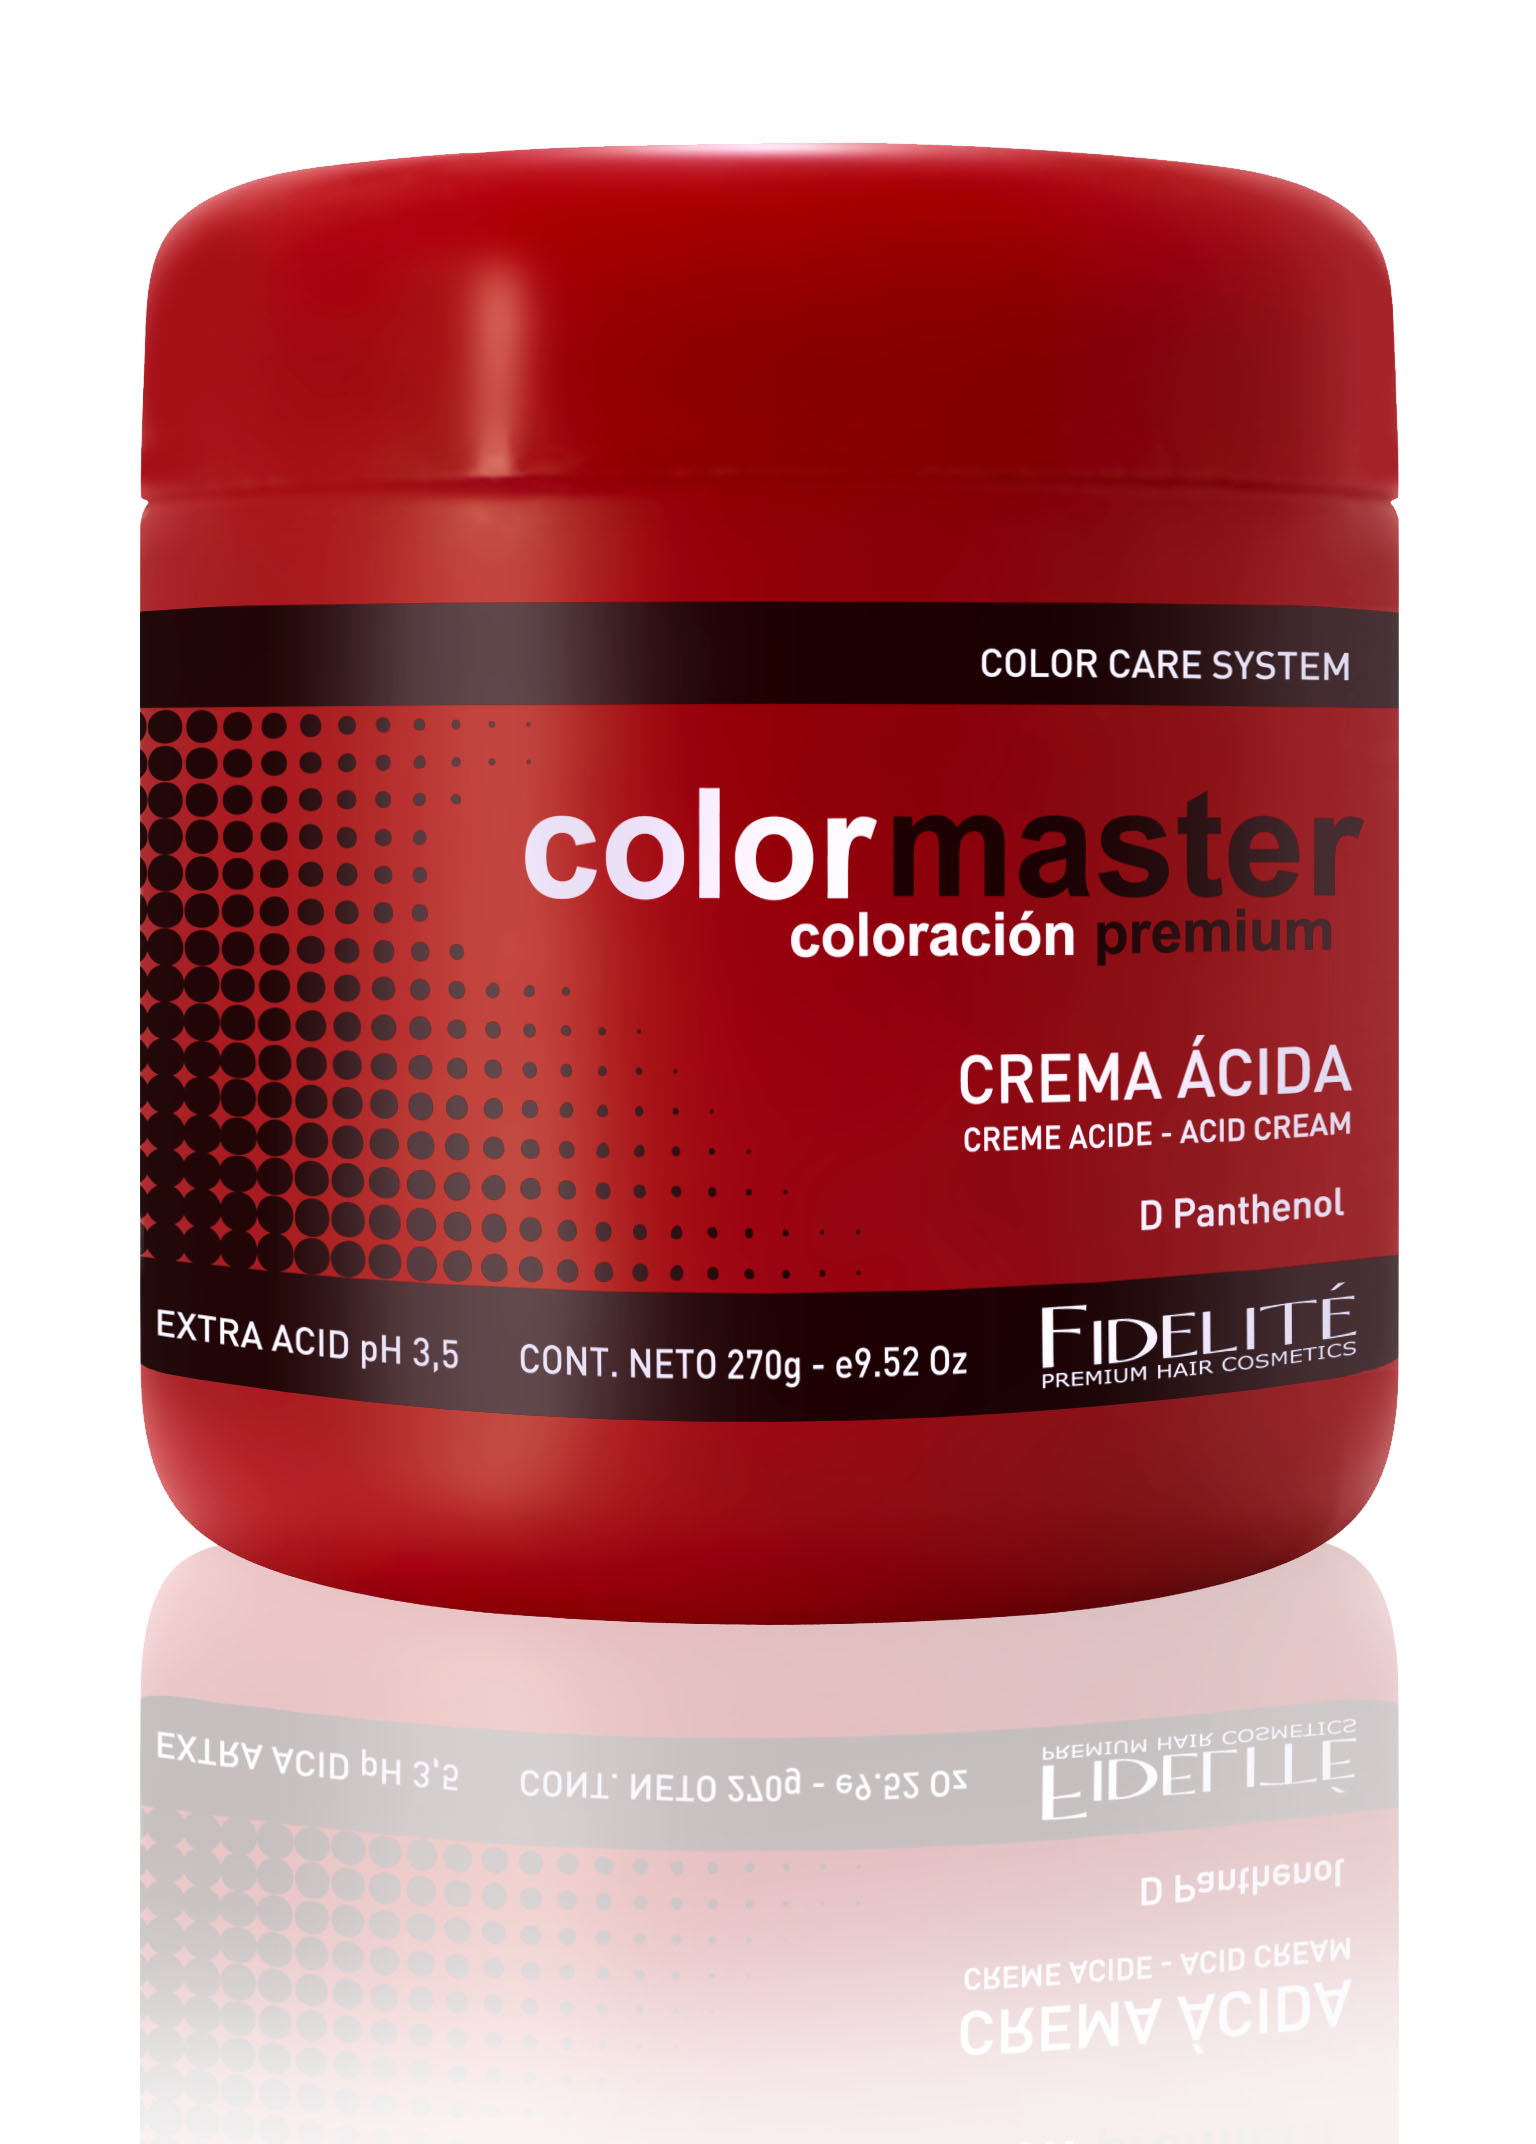 COLOR CARE SYSTEM
colormaster
coloración premium
CREMA ÁCIDA
CREME ACIDE - ACID CREAM
D Panthenol
EXTRA ACID pH 3,5 CONT. NETO 270g - e9.52 Oz
FIDELITÉ
PREMIUM HAIR COSMETICS